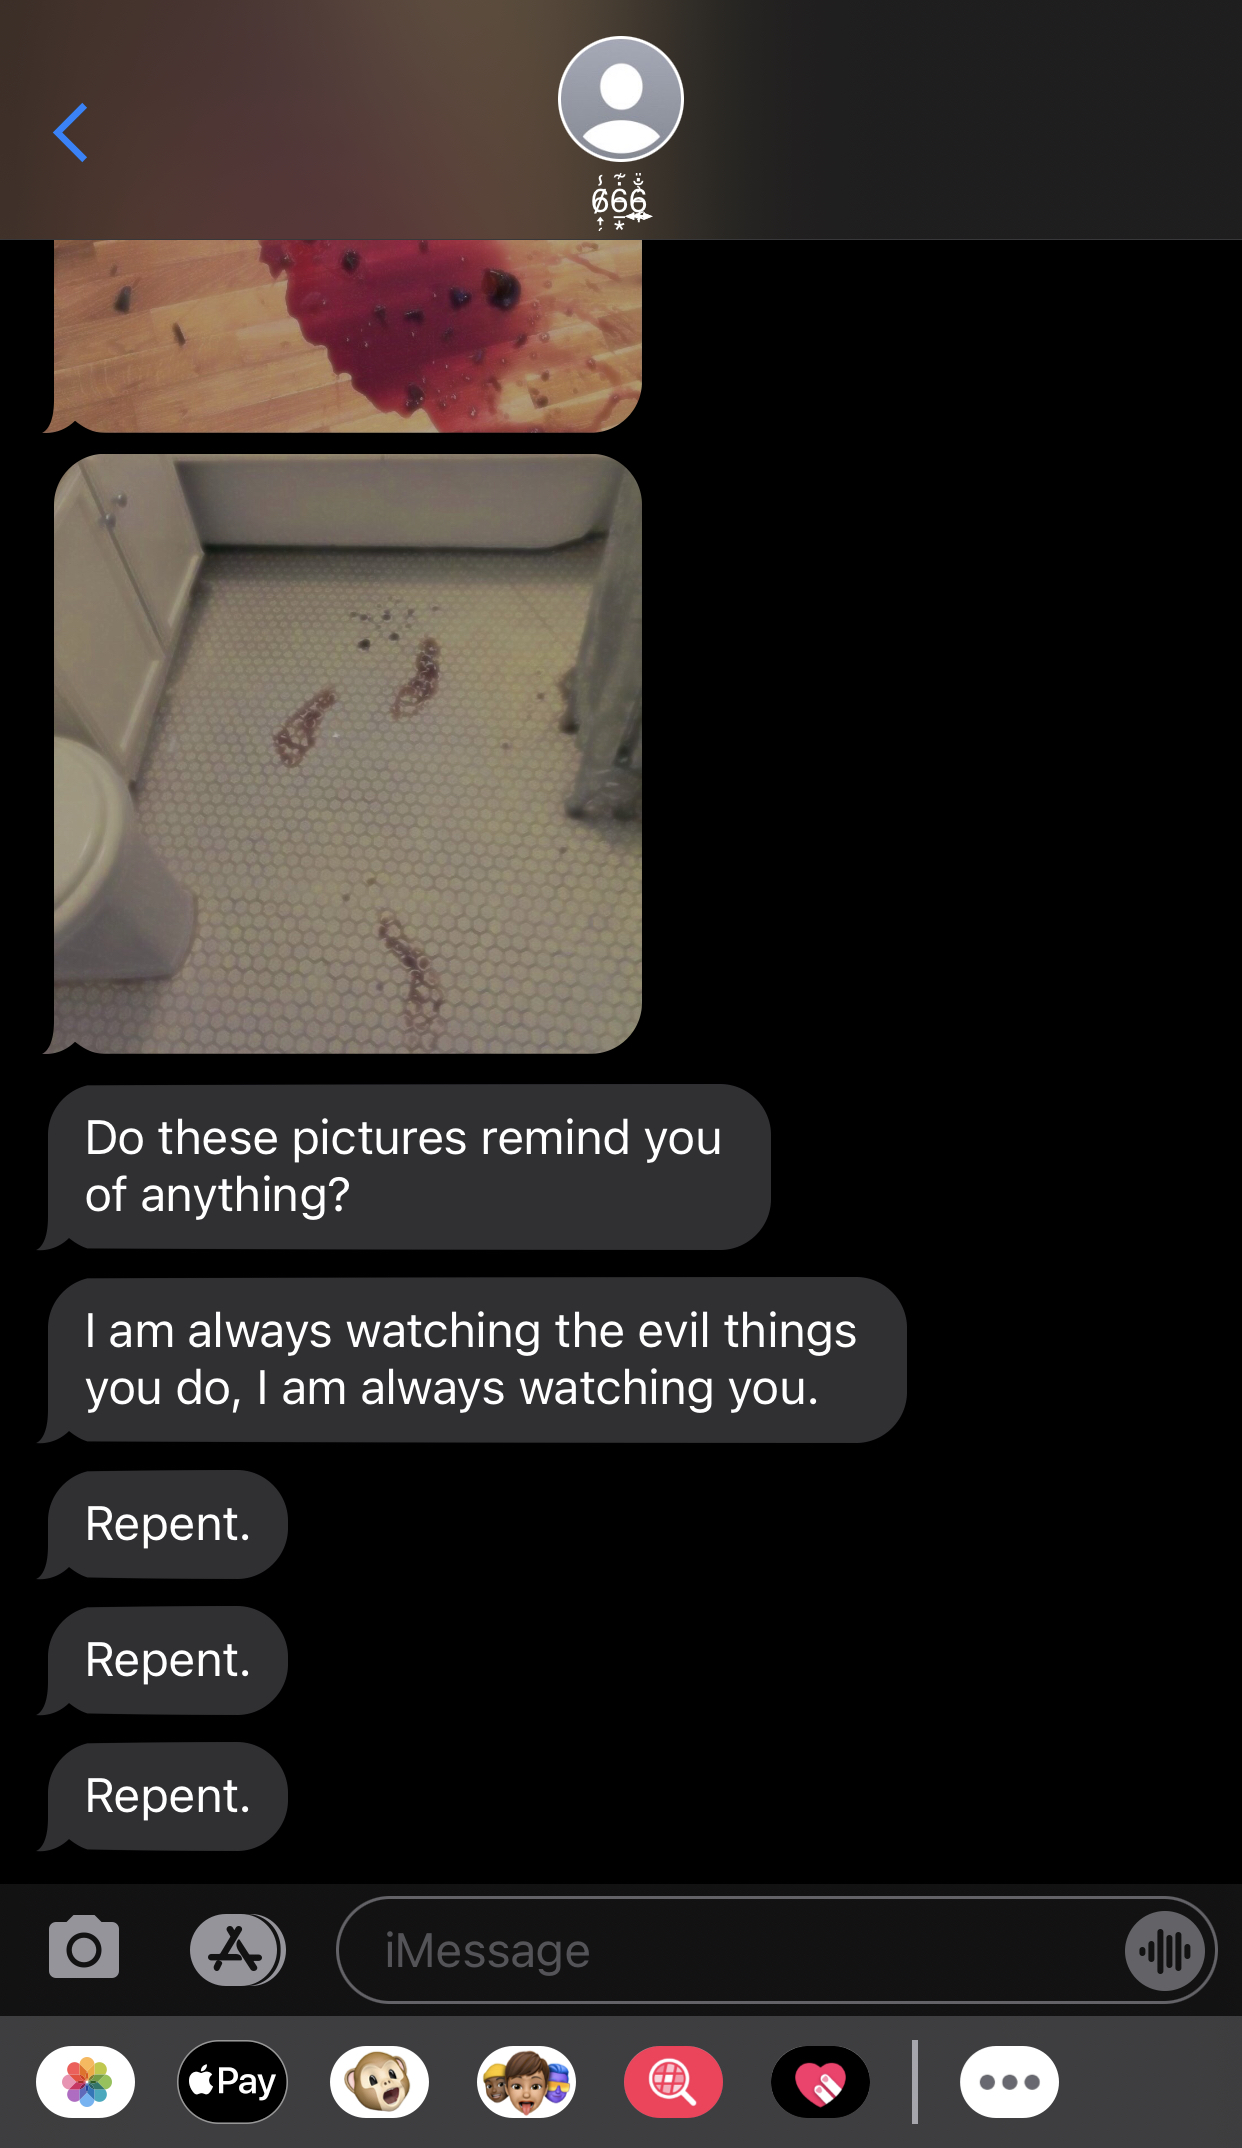 666
Do these pictures remind you
of anything?
I am always watching the evil things
you do, I am always watching you.
Repent.
Repent.
Repent.
iMessage
Pay